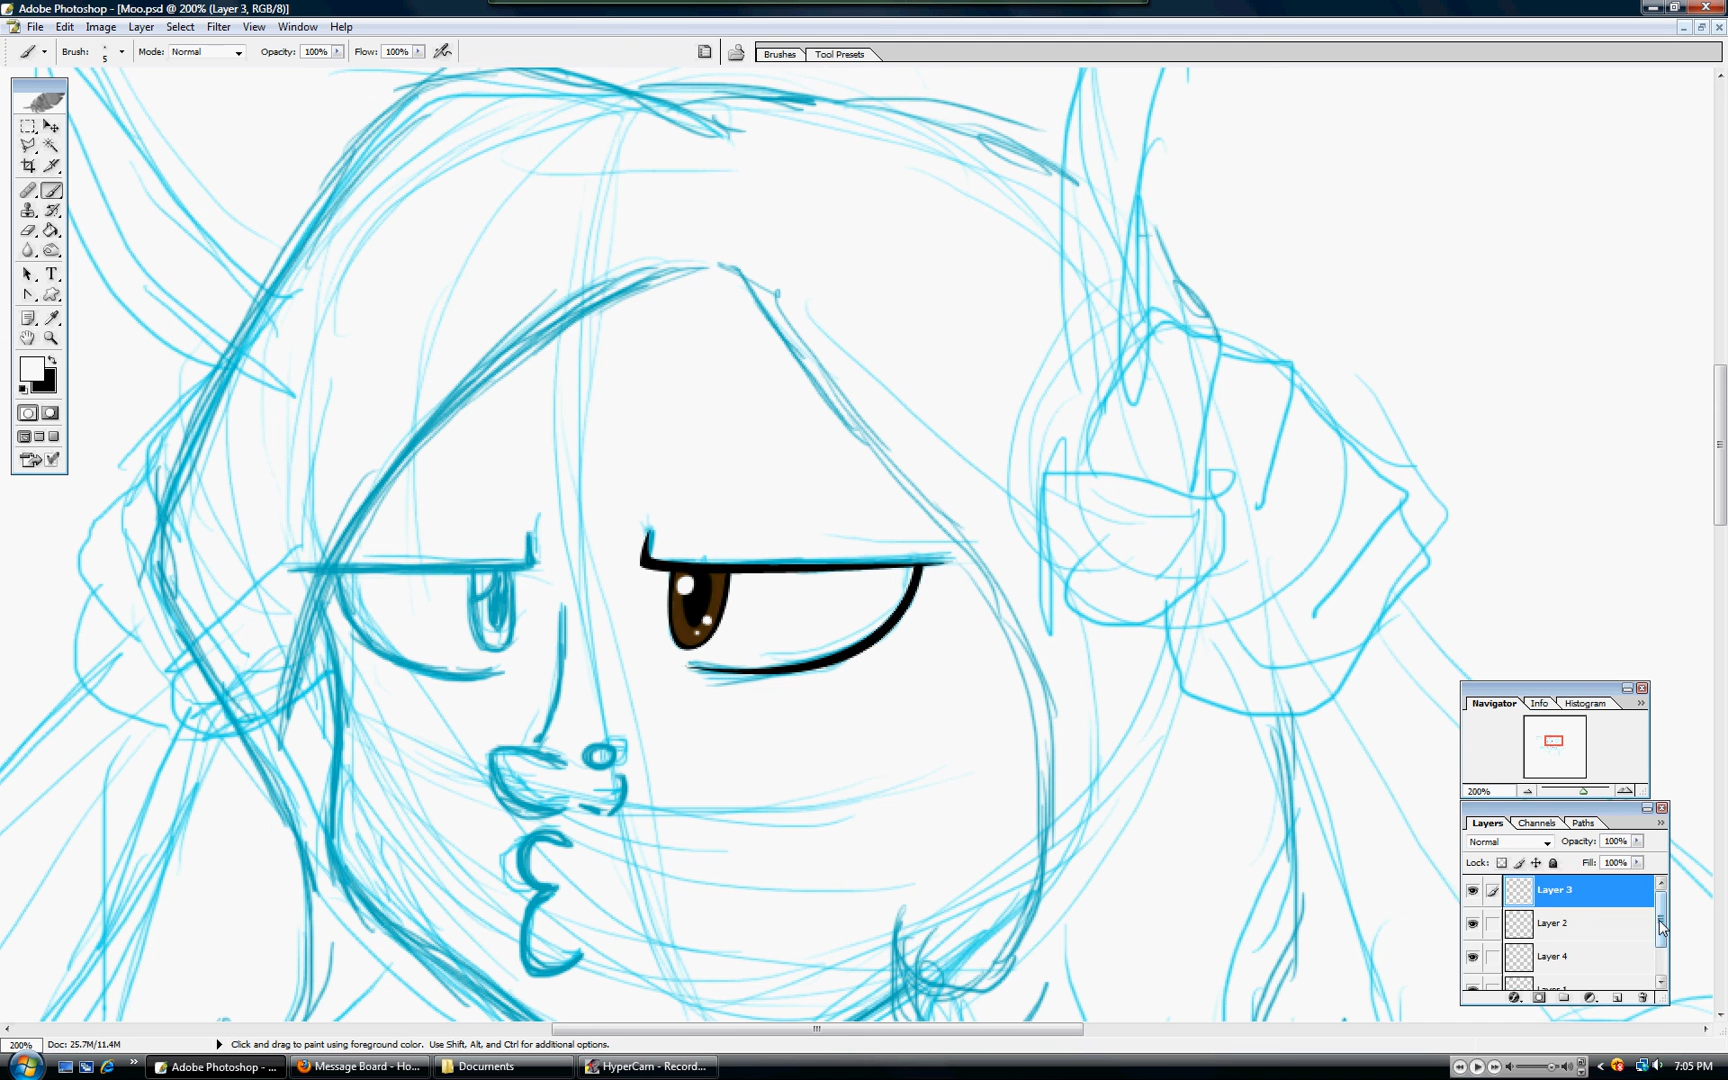 Adobe Photoshop - [Moo.psd @ 200% (Layer 3, RGB/8)]
File Edit Image Layer Select Filter View Window Help
Brush: 5 Mode: Normal Opacity: 100% Flow: 100% Brushes Tool Presets
T
Navigator Info Histogram
200%
Layers Channels Paths
Normal Opacity: 100%
Lock: Fill: 100%
Layer 3
Layer 2
Layer 4
Layer 1
200% Doc: 25.7M/11.4M Click and drag to paint using foreground color. Use Shift, Alt, and Ctrl for additional options.
Adobe Photoshop - ... Message Board - Ho... Documents HyperCam - Record... 7:05 PM